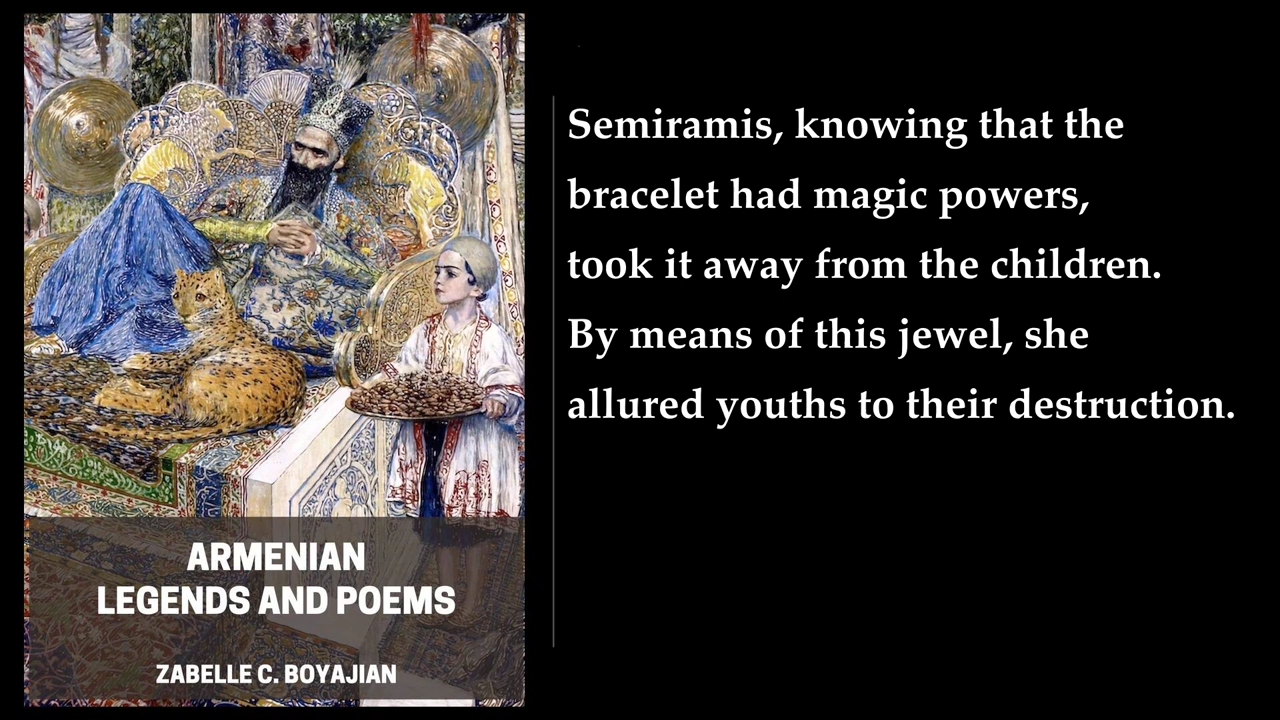 ARMENIAN
LEGENDS AND POEMS
ZABELLE C. BOYAJIAN
Semiramis, knowing that the
bracelet had magic powers,
took it away from the children.
By means of this jewel, she
allured youths to their destruction.